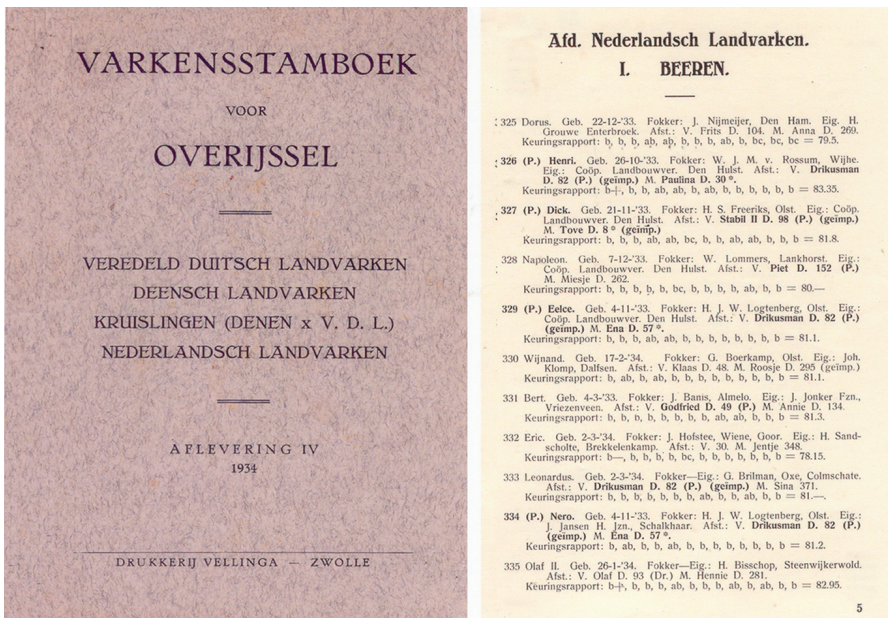 VARKENSSTAMBOEK
VOOR
OVERIJSSEL
VEREDELD DUITSCH LANDVARKEN
DEENSCH LANDVARKEN
KRUISLINGEN (DENEN x V. D. L.)
NEDERLANDSCH LANDVARKEN
AFLEVERING IV
1934
DRUKKERIJ VELLINGA — ZWOLLE
Afd. Nederlandsch Landvarken.
I. BEEREN.
325 Dorus. Geb. 22-12-'33. Fokker: J. Nijmeijer, Den Ham. Eig. H.
Grouwe Enterbroek. Afst.: V. Frits D. 104. M. Anna D. 269.
Keuringsrapport: b, b, b, ab, ab, b, b, b, ab, b, bc, bc, bc = 79.5.
326 (P.) Henri. Geb. 26-10-'33. Fokker: W. J. M. v. Rossum, Wijhe.
Eig.: Coöp. Landbouwver. Den Hulst. Afst.: V. Drikusman
D. 82 (P.) (geïmp.) M. Paulina D. 30 *.
Keuringsrapport: b+, b, b, ab, ab, b, ab, b, b, b, b, b, b = 83.35.
327 (P.) Dick. Geb. 21-11-'33. Fokker: H. S. Freeriks, Olst. Eig.: Coöp.
Landbouwver. Den Hulst. Afst.: V. Stabil II D. 98 (P.) (geïmp.)
M. Tove D. 8 * (geïmp.)
Keuringsrapport: b, b, b, ab, ab, bc, b, b, ab, ab, b, b, b = 81.8.
328 Napoleon. Geb. 7-12-'33. Fokker: W. Lommers, Lankhorst. Eig.:
Coöp. Landbouwver. Den Hulst. Afst.: V. Piet D. 152 (P.)
M. Miesje D. 262.
Keuringsrapport: b, b, b, b, b, bc, b, b, b, b, ab, b, b = 80.—
329 (P.) Eelce. Geb. 4-11-'33. Fokker: H. J. W. Logtenberg, Olst. Eig.:
Coöp. Landbouwver. Den Hulst. Afst.: V. Drikusman D. 82 (P.)
(geïmp.) M. Ena D. 57 *.
Keuringsrapport: b, b, b, ab, ab, b, b, b, b, b, b, b, b = 81.1.
330 Wijnand. Geb. 17-2-'34. Fokker: G. Boerkamp, Olst. Eig.: Joh.
Klomp, Dalfsen. Afst.: V. Klaas D. 48. M. Roosje D. 295 (geïmp.)
Keuringsrapport: b, ab, b, ab, b, b, b, b, b, b, b, b, b = 81.1.
331 Bert. Geb. 4-3-'33. Fokker: J. Banis, Almelo. Eig.: J. Jonker Fzn.,
Vriezenveen. Afst.: V. Godfried D. 49 (P.) M. Annie D. 134.
Keuringsrapport: b, b, b, b, b, b, b, b, ab, ab, b, b, b = 81.3.
332 Eric. Geb. 2-3-'34. Fokker: J. Hofstee, Wiene, Goor. Eig.: H. Sand-
scholte, Brekkelenkamp. Afst.: V. 30. M. Jentje 348.
Keuringsrapport: b—, b, b, b, b, bc, b, b, b, b, b, b, b = 78.15.
333 Leonardus. Geb. 2-3-'34. Fokker—Eig.: G. Brilman, Oxe, Colmschate.
Afst.: V. Drikusman D. 82 (P.) (geïmp.) M. Sina 371.
Keuringsrapport: b, b, b, b, b, b, b, ab, b, b, ab, b, b = 81.—.
334 (P.) Nero. Geb. 4-11-'33. Fokker: H. J. W. Logtenberg, Olst. Eig.:
J. Jansen H. Jzn., Schalkhaar. Afst.: V. Drikusman D. 82 (P.)
(geïmp.) M. Ena D. 57 *.
Keuringsrapport: b, ab, b, b, b, ab, b, b, b, b, b, b, b = 81.2.
335 Olaf II. Geb. 26-1-'34. Fokker—Eig.: H. Bisschop, Steenwijkerwold.
Afst.: V. Olaf D. 93 (Dr.) M. Hennie D. 281.
Keuringsrapport: b+, b, b, b, ab, b, b, b, ab, ab, ab, b, b = 82.95.
5